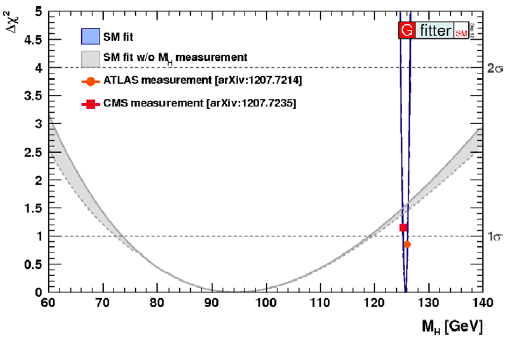 Δχ²
5
4.5
4
3.5
3
2.5
2
1.5
1
0.5
0
SM fit
SM fit w/o M_H measurement
ATLAS measurement [arXiv:1207.7214]
CMS measurement [arXiv:1207.7235]
G fitter SM
2σ
1σ
60 70 80 90 100 110 120 130 140
M_H [GeV]